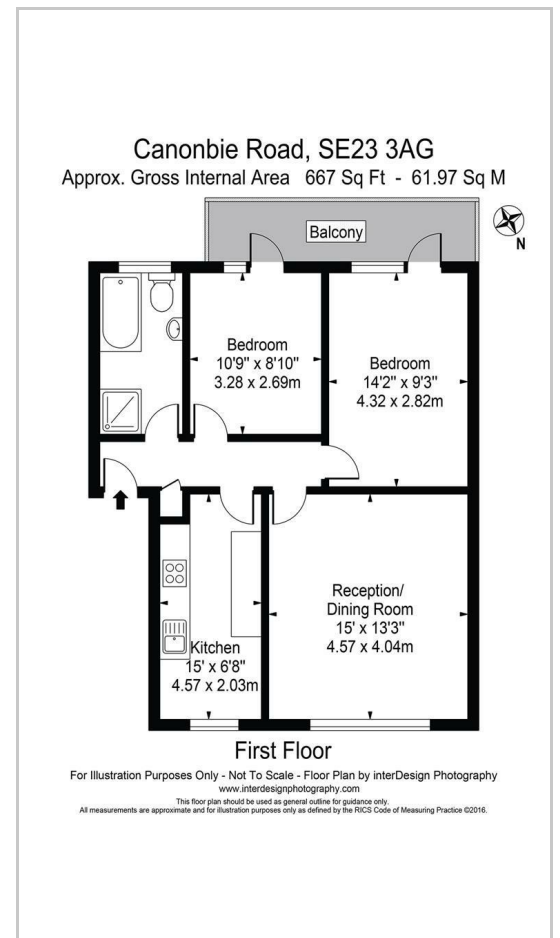 Canonbie Road, SE23 3AG
Approx. Gross Internal Area 667 Sq Ft - 61.97 Sq M
Balcony
N
Bedroom
10'9" x 8'10"
3.28 x 2.69m
Bedroom
14'2" x 9'3"
4.32 x 2.82m
Reception/
Dining Room
15' x 13'3"
4.57 x 4.04m
Kitchen
15' x 6'8"
4.57 x 2.03m
First Floor
For Illustration Purposes Only - Not To Scale - Floor Plan by interDesign Photography
www.interdesignphotography.com
This floor plan should be used as general outline for guidance only.
All measurements are approximate and for illustration purposes only as defined by the RICS Code of Measuring Practice ©2016.